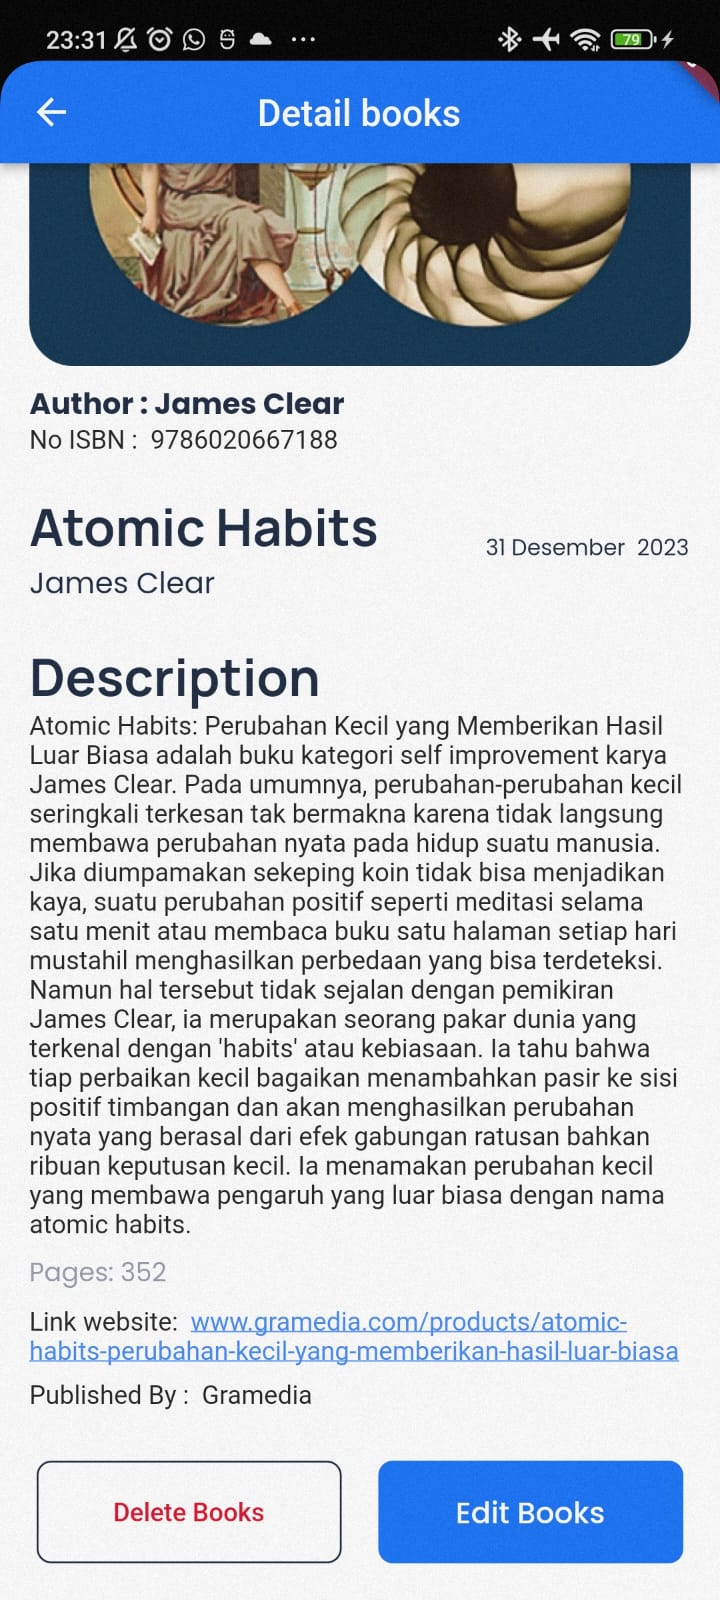 23:31
79
Detail books
Author : James Clear
No ISBN : 9786020667188
Atomic Habits
31 Desember 2023
James Clear
Description
Atomic Habits: Perubahan Kecil yang Memberikan Hasil
Luar Biasa adalah buku kategori self improvement karya
James Clear. Pada umumnya, perubahan-perubahan kecil
seringkali terkesan tak bermakna karena tidak langsung
membawa perubahan nyata pada hidup suatu manusia.
Jika diumpamakan sekeping koin tidak bisa menjadikan
kaya, suatu perubahan positif seperti meditasi selama
satu menit atau membaca buku satu halaman setiap hari
mustahil menghasilkan perbedaan yang bisa terdeteksi.
Namun hal tersebut tidak sejalan dengan pemikiran
James Clear, ia merupakan seorang pakar dunia yang
terkenal dengan 'habits' atau kebiasaan. Ia tahu bahwa
tiap perbaikan kecil bagaikan menambahkan pasir ke sisi
positif timbangan dan akan menghasilkan perubahan
nyata yang berasal dari efek gabungan ratusan bahkan
ribuan keputusan kecil. Ia menamakan perubahan kecil
yang membawa pengaruh yang luar biasa dengan nama
atomic habits.
Pages: 352
Link website: www.gramedia.com/products/atomic-
habits-perubahan-kecil-yang-memberikan-hasil-luar-biasa
Published By : Gramedia
Delete Books
Edit Books